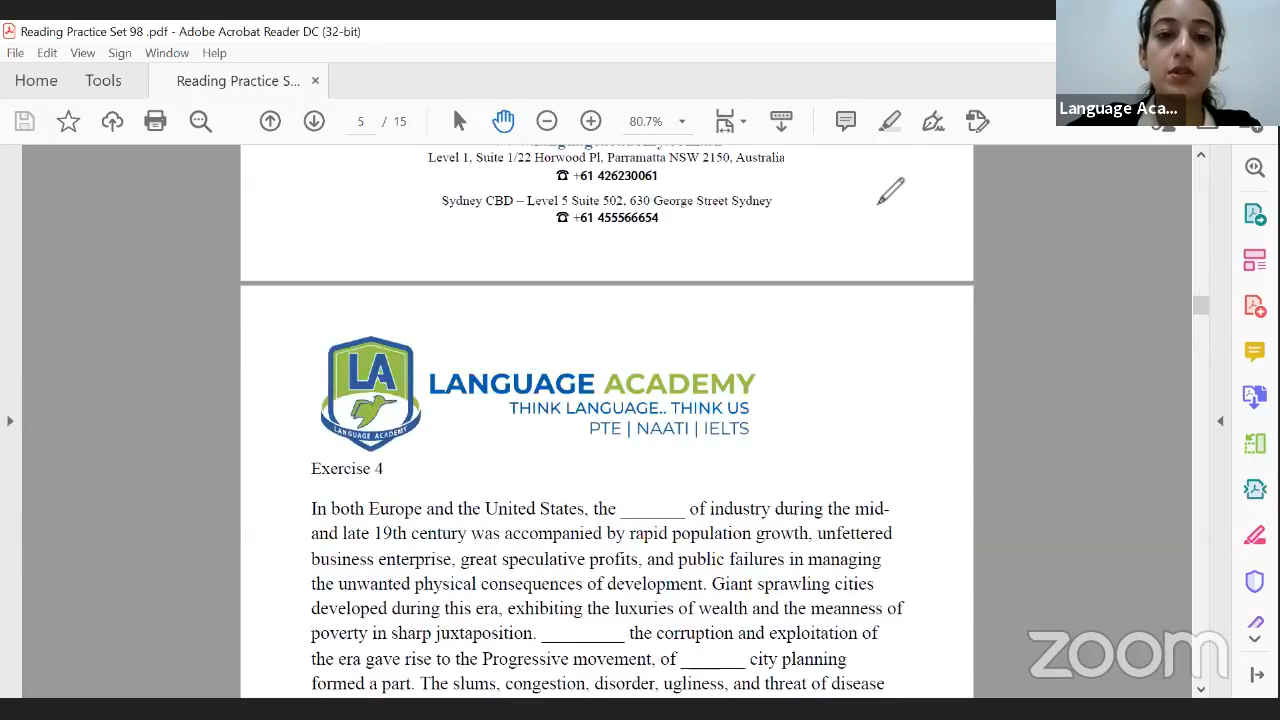 Reading Practice Set 98 .pdf - Adobe Acrobat Reader DC (32-bit)
File Edit View Sign Window Help
Home Tools Reading Practice S... ×
5 / 15 80.7%
Language Aca...
Level 1, Suite 1/22 Horwood Pl, Parramatta NSW 2150, Australia
☎ +61 426230061
Sydney CBD – Level 5 Suite 502, 630 George Street Sydney
☎ +61 455566654
LA
LANGUAGE ACADEMY
LANGUAGE ACADEMY
THINK LANGUAGE.. THINK US
PTE | NAATI | IELTS
Exercise 4
In both Europe and the United States, the _______ of industry during the mid-
and late 19th century was accompanied by rapid population growth, unfettered
business enterprise, great speculative profits, and public failures in managing
the unwanted physical consequences of development. Giant sprawling cities
developed during this era, exhibiting the luxuries of wealth and the meanness of
poverty in sharp juxtaposition. _________ the corruption and exploitation of
the era gave rise to the Progressive movement, of _______ city planning
formed a part. The slums, congestion, disorder, ugliness, and threat of disease
zoom